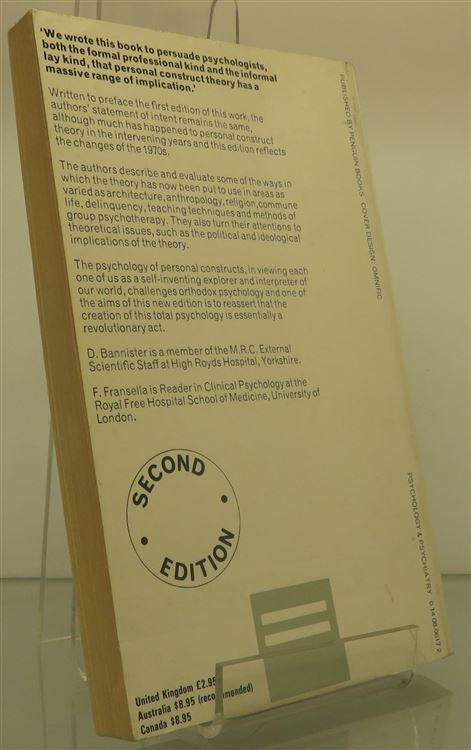 'We wrote this book to persuade psychologists,
both the formal professional kind and the informal
lay kind, that personal construct theory has a
massive range of implication.'
Written to preface the first edition of this work, the
authors' statement of intent remains the same,
although much has happened to personal construct
theory in the intervening years and this edition reflects
the changes of the 1970s.
The authors describe and evaluate some of the ways in
which the theory has now been put to use in areas as
varied as architecture, anthropology, religion, commune
life, delinquency, teaching techniques and methods of
group psychotherapy. They also turn their attentions to
theoretical issues, such as the political and ideological
implications of the theory.
The psychology of personal constructs, in viewing each
one of us as a self-inventing explorer and interpreter of
our world, challenges orthodox psychology and one of
the aims of this new edition is to reassert that the
creation of this total psychology is essentially a
revolutionary act.
D. Bannister is a member of the M.R.C. External
Scientific Staff at High Royds Hospital, Yorkshire.
F. Fransella is Reader in Clinical Psychology at the
Royal Free Hospital School of Medicine, University of
London.
SECOND
EDITION
United Kingdom £2.95
Australia $8.95 (recommended)
Canada $8.95
PUBLISHED BY PENGUIN BOOKS COVER DESIGN: OMNIFIC
PSYCHOLOGY & PSYCHIATRY 0 14 08.0017 2